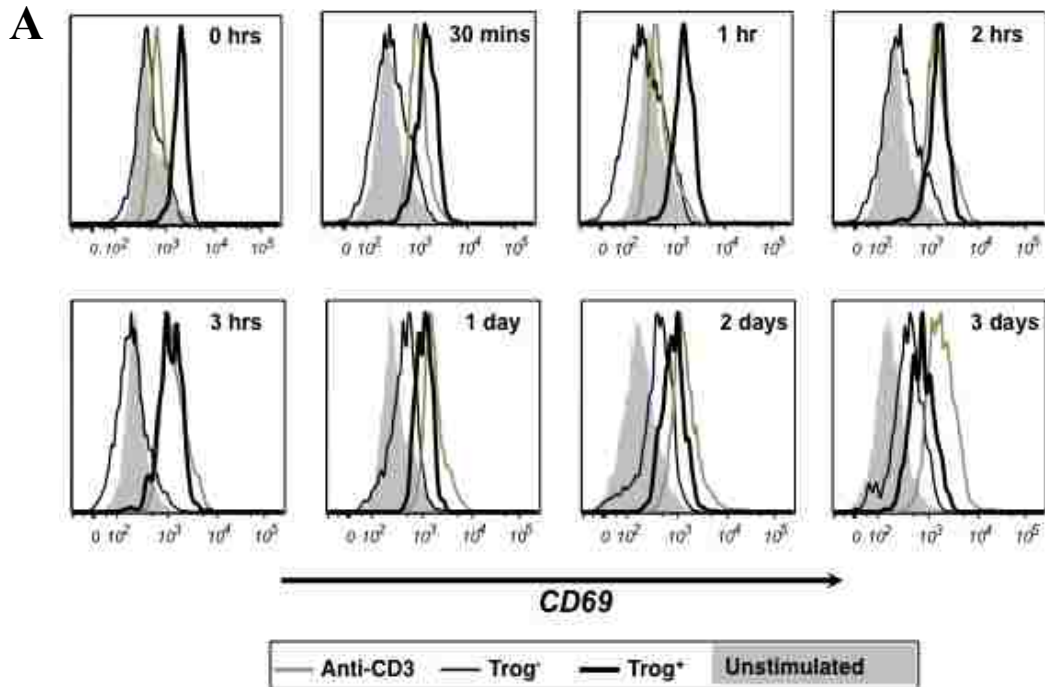 A
0 hrs 30 mins 1 hr 2 hrs
0 10² 10³ 10⁴ 10⁵ 0 10² 10³ 10⁴ 10⁵ 0 10² 10³ 10⁴ 10⁵ 0 10² 10³ 10⁴ 10⁵
3 hrs 1 day 2 days 3 days
0 10² 10³ 10⁴ 10⁵ 0 10² 10³ 10⁴ 10⁵ 0 10² 10³ 10⁴ 10⁵ 0 10² 10³ 10⁴ 10⁵
CD69
Anti-CD3 Trog⁻ Trog⁺ Unstimulated